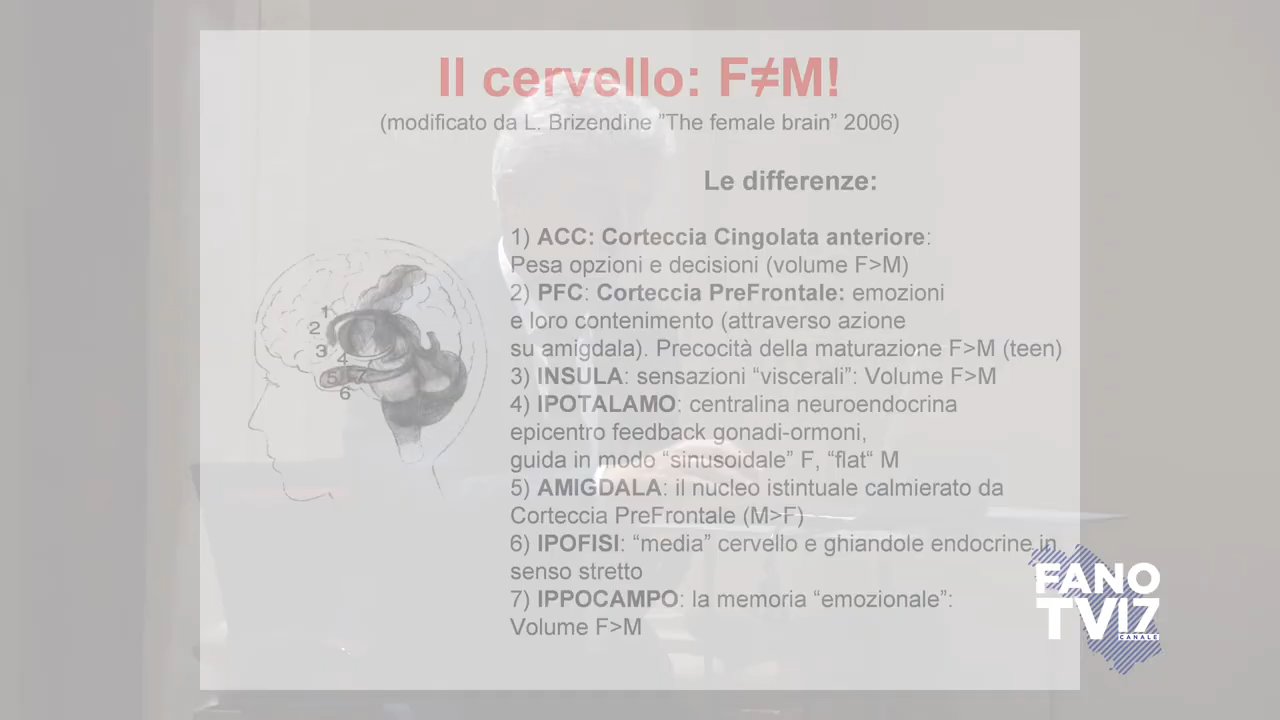 Il cervello: F≠M!
(modificato da L. Brizendine ”The female brain” 2006)
Le differenze:
1) ACC: Corteccia Cingolata anteriore:
Pesa opzioni e decisioni (volume F>M)
2) PFC: Corteccia PreFrontale: emozioni
e loro contenimento (attraverso azione
su amigdala). Precocità della maturazione F>M (teen)
3) INSULA: sensazioni “viscerali”: Volume F>M
4) IPOTALAMO: centralina neuroendocrina
epicentro feedback gonadi-ormoni,
guida in modo “sinusoidale” F, “flat“ M
5) AMIGDALA: il nucleo istintuale calmierato da
Corteccia PreFrontale (M>F)
6) IPOFISI: “media” cervello e ghiandole endocrine in
senso stretto
7) IPPOCAMPO: la memoria “emozionale”:
Volume F>M
1
2
3
4
5 7
6
FANO
TV17
CANALE